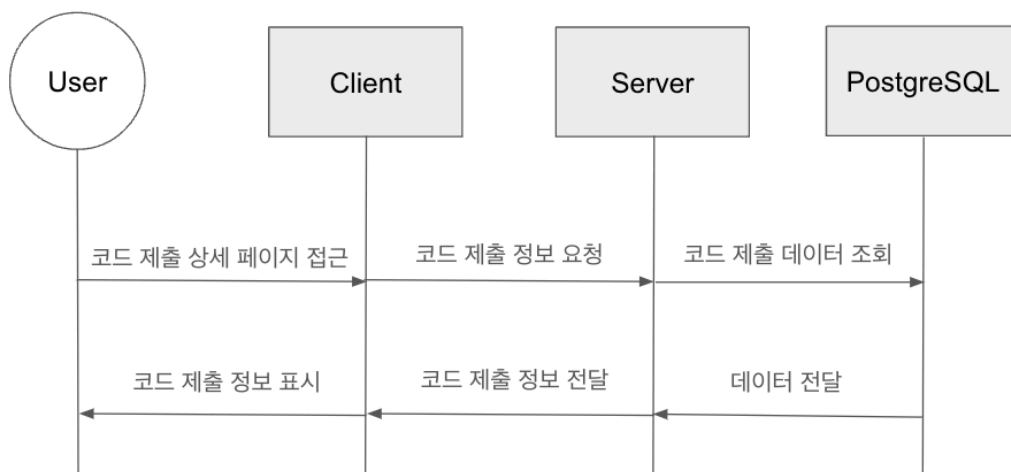 User
Client
Server
PostgreSQL
코드 제출 상세 페이지 접근
코드 제출 정보 요청
코드 제출 데이터 조회
코드 제출 정보 표시
코드 제출 정보 전달
데이터 전달